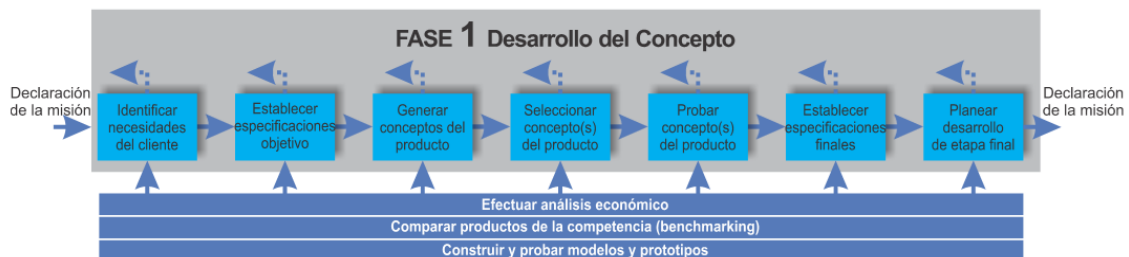 FASE 1 Desarrollo del Concepto
Declaración
de la misión
Identificar
necesidades
del cliente
Establecer
especificaciones
objetivo
Generar
conceptos del
producto
Seleccionar
concepto(s)
del producto
Probar
concepto(s)
del producto
Establecer
especificaciones
finales
Planear
desarrollo
de etapa final
Declaración
de la misión
Efectuar análisis económico
Comparar productos de la competencia (benchmarking)
Construir y probar modelos y prototipos